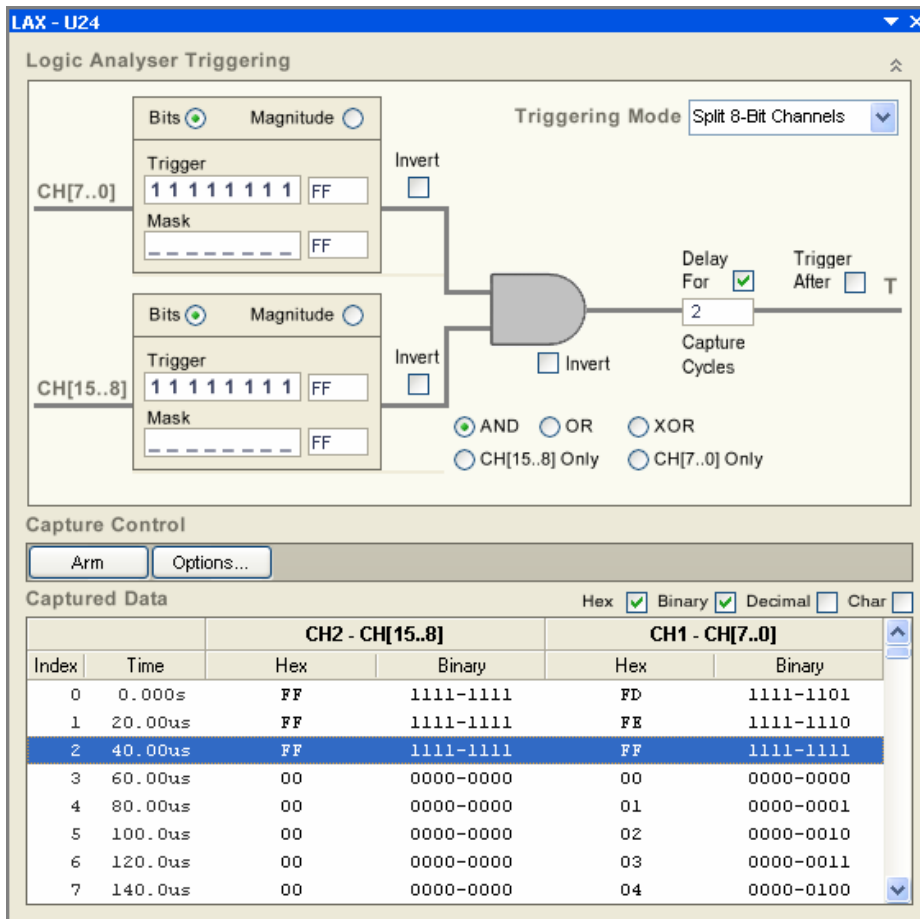 LAX - U24
Logic Analyser Triggering
Bits Magnitude
Triggering Mode Split 8-Bit Channels
Trigger
Invert
CH[7..0]
1 1 1 1 1 1 1 1 FF
Mask
_ _ _ _ _ _ _ _ FF
Delay
For
Trigger
After
T
2
Capture
Cycles
Bits Magnitude
Trigger
Invert
Invert
CH[15..8]
1 1 1 1 1 1 1 1 FF
Mask
_ _ _ _ _ _ _ _ FF
AND OR XOR
CH[15..8] Only CH[7..0] Only
Capture Control
Arm Options...
Captured Data Hex Binary Decimal Char
CH2 - CH[15..8] CH1 - CH[7..0]
Index Time Hex Binary Hex Binary
0 0.000s FF 1111-1111 FD 1111-1101
1 20.00us FF 1111-1111 FE 1111-1110
2 40.00us FF 1111-1111 FF 1111-1111
3 60.00us 00 0000-0000 00 0000-0000
4 80.00us 00 0000-0000 01 0000-0001
5 100.0us 00 0000-0000 02 0000-0010
6 120.0us 00 0000-0000 03 0000-0011
7 140.0us 00 0000-0000 04 0000-0100